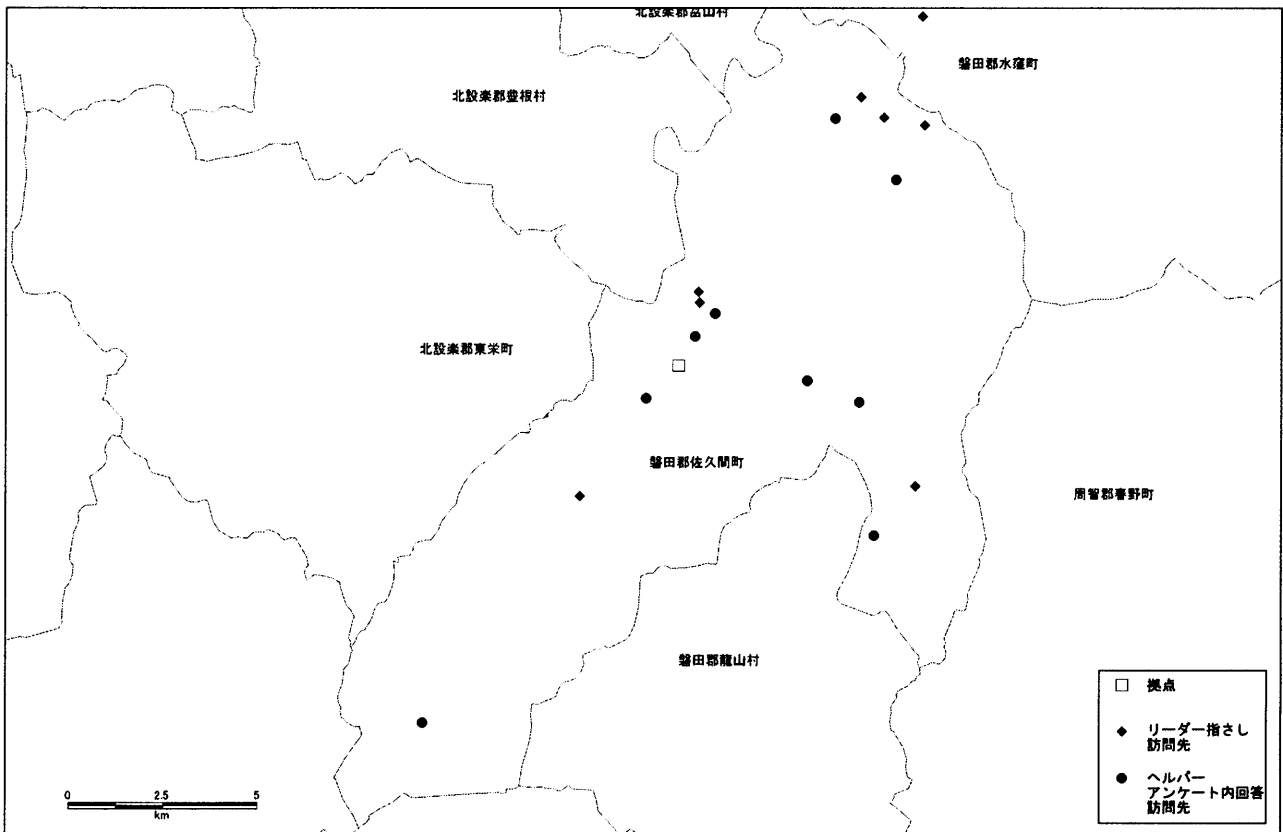 北設楽郡富山村
磐田郡水窪町
北設楽郡豊根村
北設楽郡東栄町
磐田郡佐久間町
周智郡春野町
磐田郡龍山村
拠点
リーダー指さし
訪問先
ヘルパー
アンケート内回答
訪問先
0 2.5 5
km